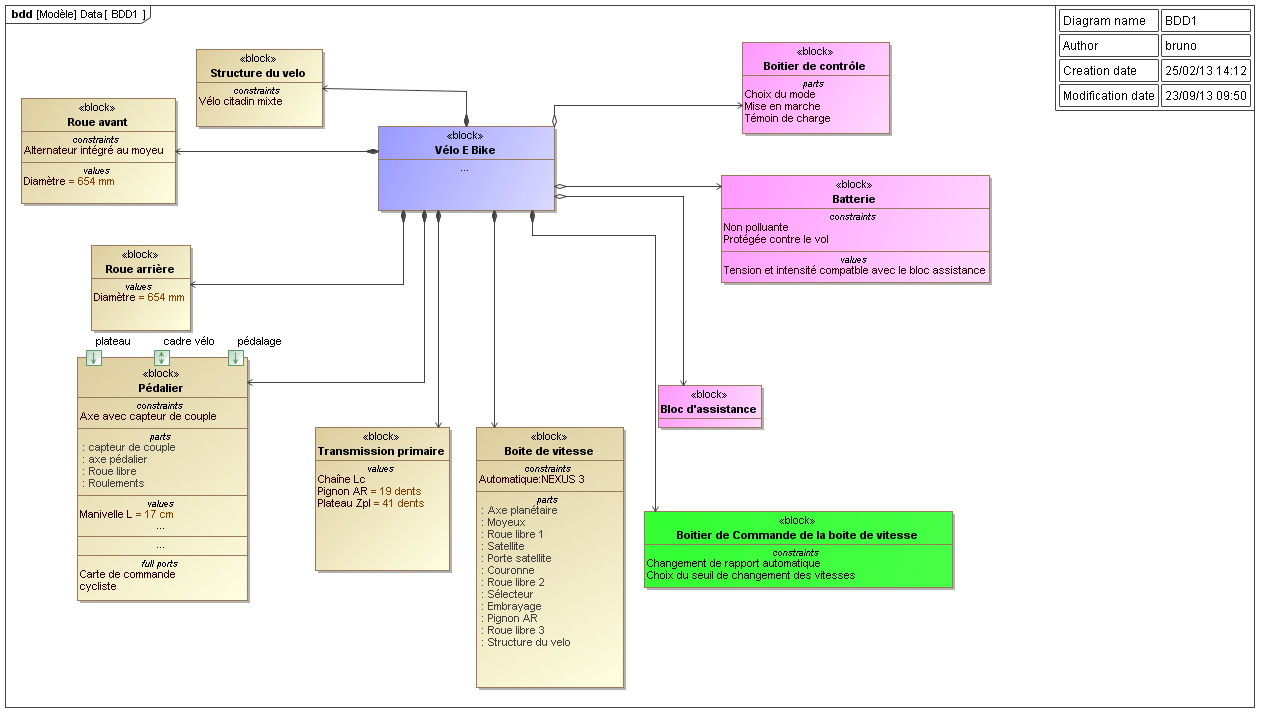 bdd [Modèle] Data [ BDD1 ]
Diagram name BDD1
Author bruno
Creation date 25/02/13 14:12
Modification date 23/09/13 09:50
«block»
Structure du velo
constraints
Vélo citadin mixte
«block»
Boitier de contrôle
parts
Choix du mode
Mise en marche
Témoin de charge
«block»
Roue avant
constraints
Alternateur intégré au moyeu
values
Diamètre = 654 mm
«block»
Vélo E Bike
...
«block»
Batterie
constraints
Non polluante
Protégée contre le vol
values
Tension et intensité compatble avec le bloc assistance
«block»
Roue arrière
values
Diamètre = 654 mm
plateau
cadre vélo
pédalage
«block»
Pédalier
constraints
Axe avec capteur de couple
parts
: capteur de couple
: axe pédalier
: Roue libre
: Roulements
values
Manivelle L = 17 cm
...
...
full ports
Carte de commande
cycliste
«block»
Transmission primaire
values
Chaîne Lc
Pignon AR = 19 dents
Plateau Zpl = 41 dents
«block»
Boite de vitesse
constraints
Automatique:NEXUS 3
parts
: Axe planétaire
: Moyeux
: Roue libre 1
: Satellite
: Porte satellite
: Couronne
: Roue libre 2
: Sélecteur
: Embrayage
: Pignon AR
: Roue libre 3
: Structure du velo
«block»
Bloc d'assistance
«block»
Boitier de Commande de la boite de vitesse
constraints
Changement de rapport automatique
Choix du seuil de changement des vitesses